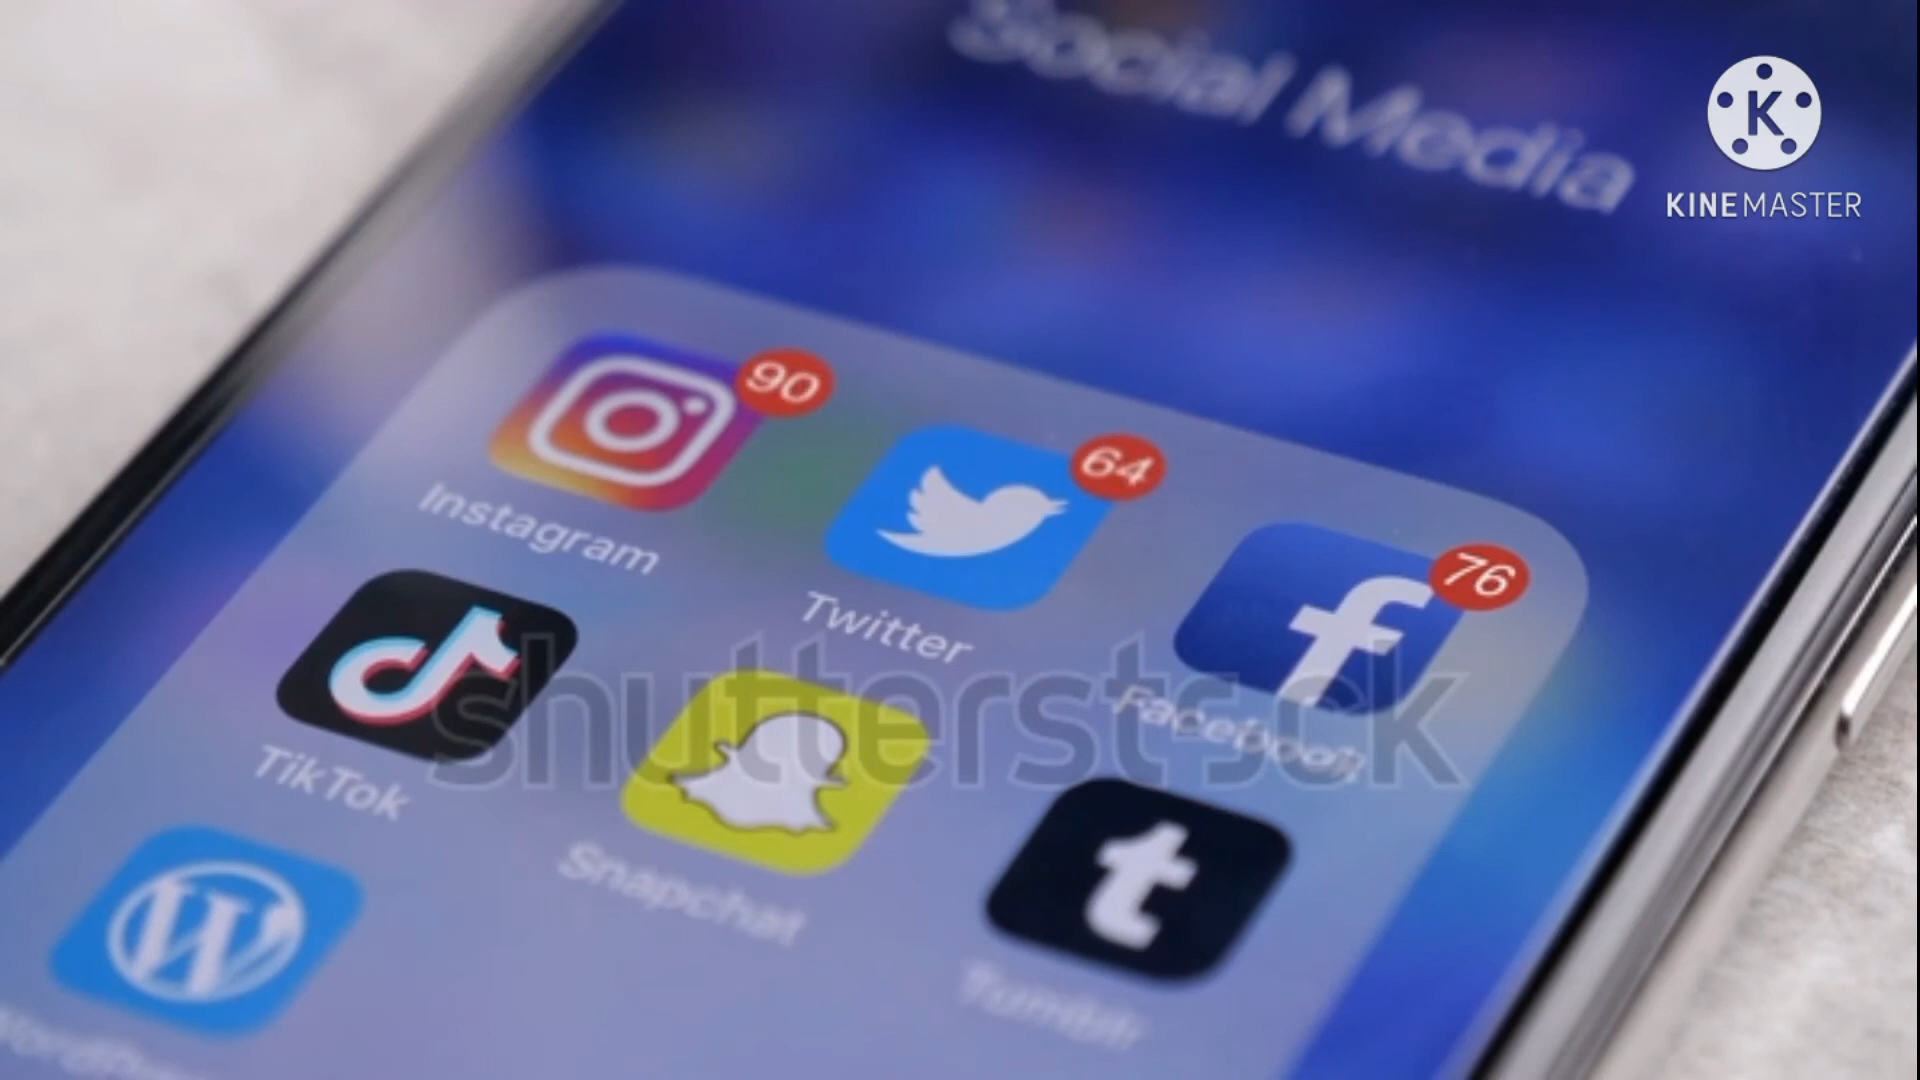 Social Media
K
KINEMASTER
90
64
76
Instagram
Twitter
Facebook
TikTok
Snapchat
Tumblr
shutterstock